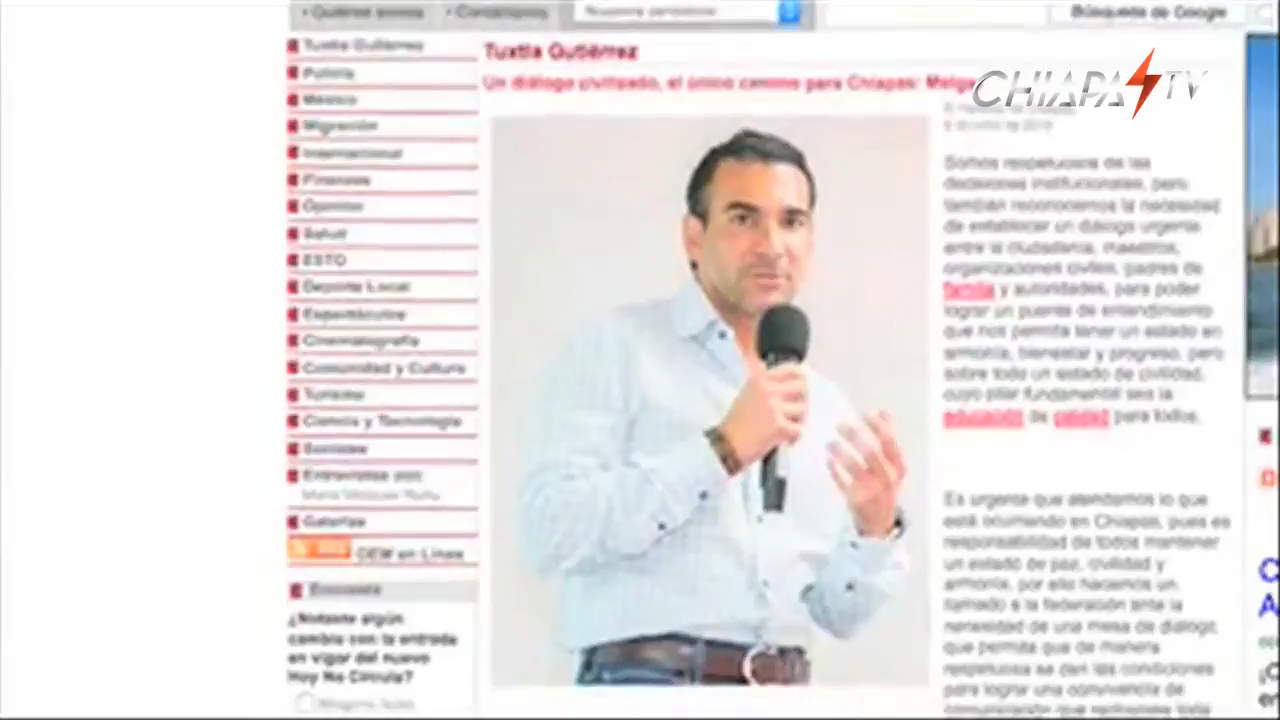 • Quiénes somos • Contáctanos
Búsqueda de Google
CHIAPAS TV
Tuxtla Gutiérrez
Policía
México
Migración
Internacional
Finanzas
Opinión
Salud
ESTO
Deporte Local
Espectáculos
Cinematografía
Comunidad y Cultura
Turismo
Ciencia y Tecnología
Sociales
Entrevistas con
Galerías
OEM en Línea
Encuesta
¿Notaste algún
cambio con la entrada
en vigor del nuevo
Hoy No Circula?
Tuxtla Gutiérrez
Un diálogo civilizado, el único camino para Chiapas:
Somos respetuosos de las
decisiones institucionales, pero
también reconocemos la necesidad
de establecer un diálogo urgente
entre la ciudadanía, maestros,
organizaciones civiles, padres de
familia y autoridades, para poder
lograr un puente de entendimiento
que nos permita tener un estado en
armonía, bienestar y progreso, pero
sobre todo un estado de civilidad,
cuyo pilar fundamental sea la
educación de calidad para todos.
Es urgente que atendamos lo que
está ocurriendo en Chiapas, pues es
responsabilidad de todos mantener
un estado de paz, civilidad y
armonía, por ello hacemos un
llamado a la federación ante la
necesidad de una mesa de diálogo,
que permita que de manera
respetuosa se den las condiciones
para lograr una convivencia de